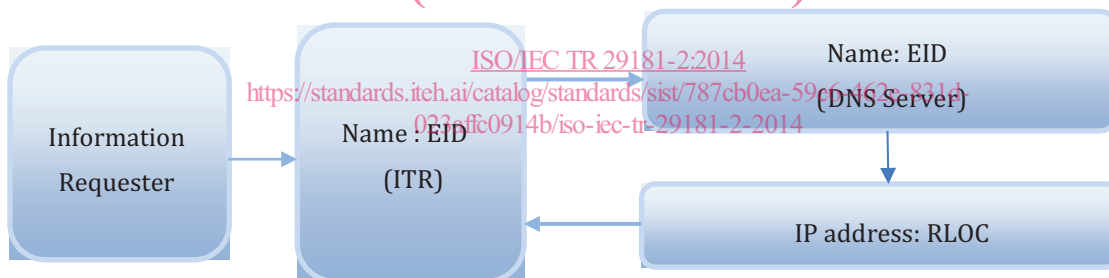 (                    )
ISO/IEC TR 29181-2:2014
https://standards.iteh.ai/catalog/standards/sist/787cb0ea-59c6-462e-831d-
023affc0914b/iso-iec-tr-29181-2-2014
Information
Requester
Name : EID
(ITR)
Name: EID
(DNS Server)
IP address: RLOC